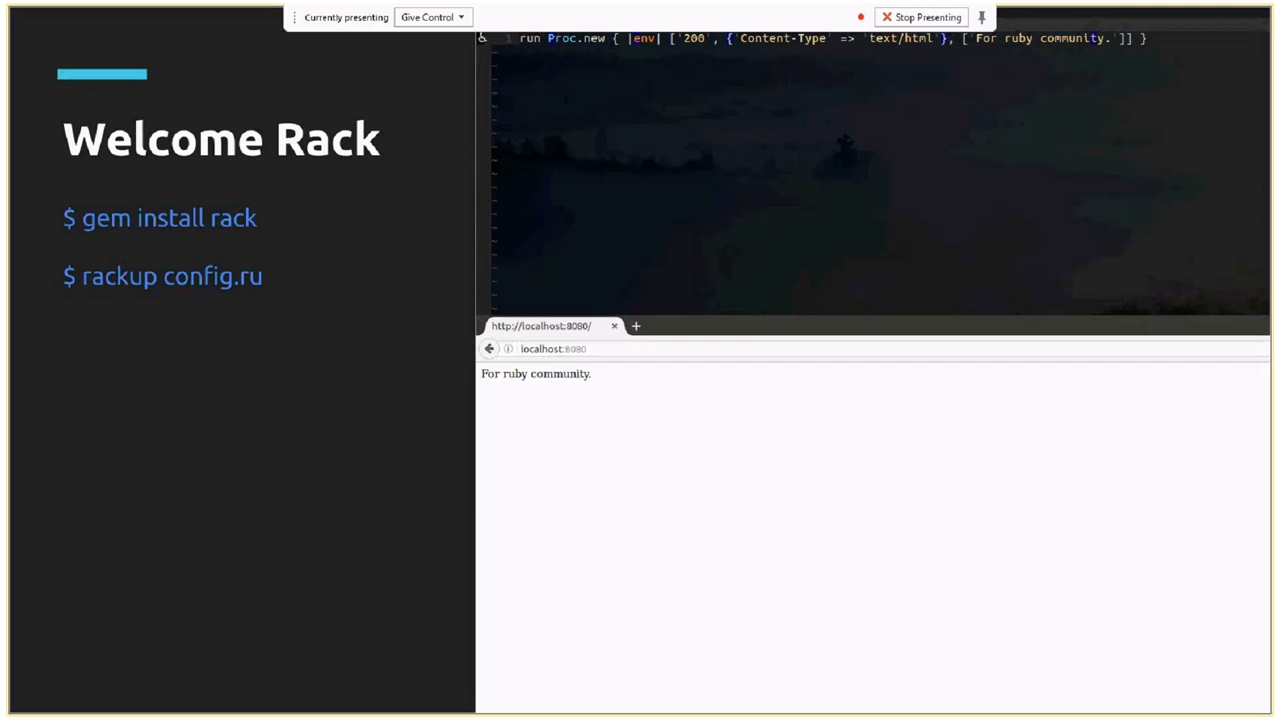 Currently presenting
Give Control
Stop Presenting
Welcome Rack
$ gem install rack
$ rackup config.ru
1 run Proc.new { |env| ['200', {'Content-Type' => 'text/html'}, ['For ruby community.']] }
http://localhost:8080/
localhost:8080
For ruby community.